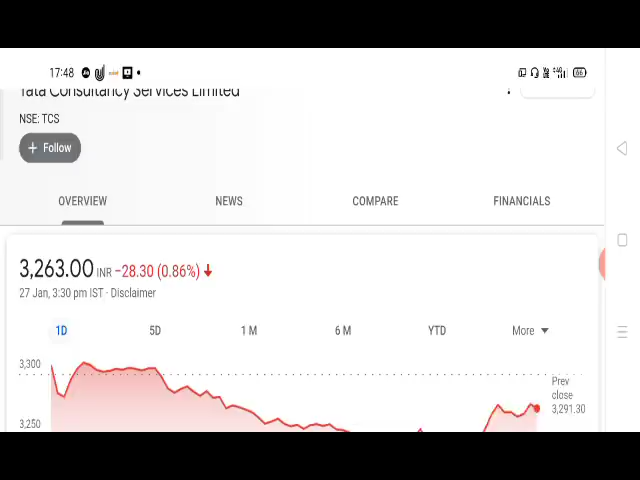 17:48
66
Tata Consultancy Services Limited
NSE: TCS
+ Follow
OVERVIEW NEWS COMPARE FINANCIALS
3,263.00 INR −28.30 (0.86%)
27 Jan, 3:30 pm IST · Disclaimer
1D 5D 1 M 6 M YTD More
3,300
Prev
close
3,291.30
3,250